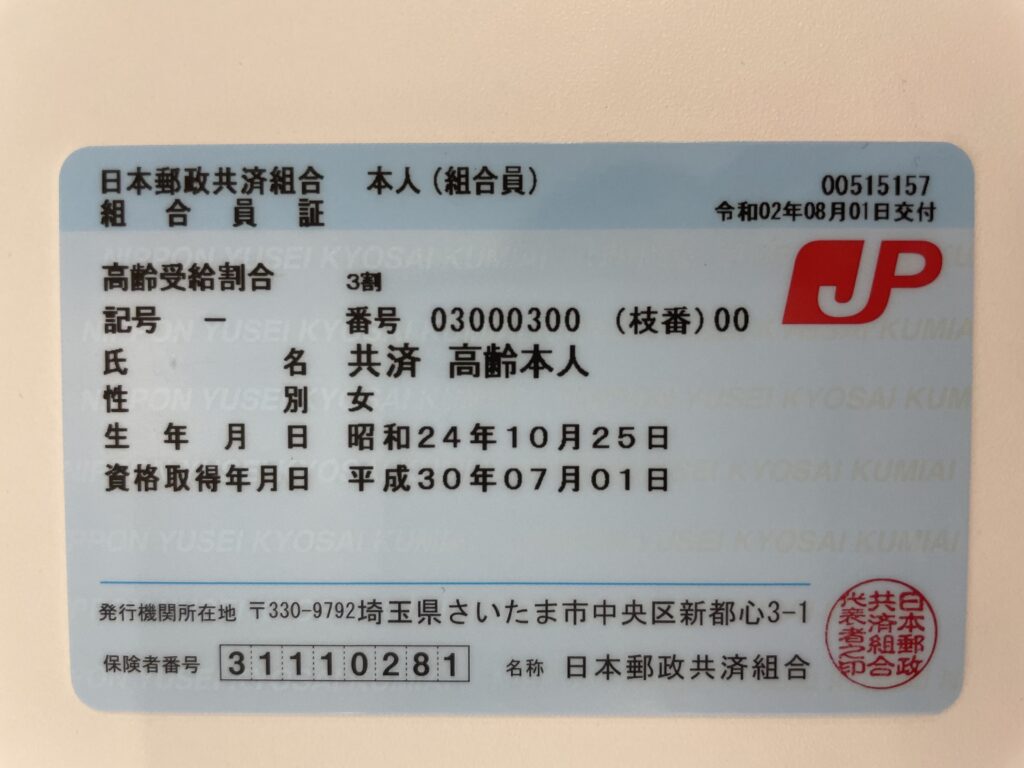 日本郵政共済組合 本人(組合員)
00515157
組合員証
令和02年08月01日交付
JP
高齢受給割合 3割
記号 － 番号 03000300 (枝番)00
氏名 共済 高齢本人
性別 女
生年月日 昭和24年10月25日
資格取得年月日 平成30年07月01日
NIPPON YUSEI KYOSAI KUMIAI
発行機関所在地 〒330-9792埼玉県さいたま市中央区新都心3-1
保険者番号 31110281 名称 日本郵政共済組合
日本郵政共済組合代表者之印